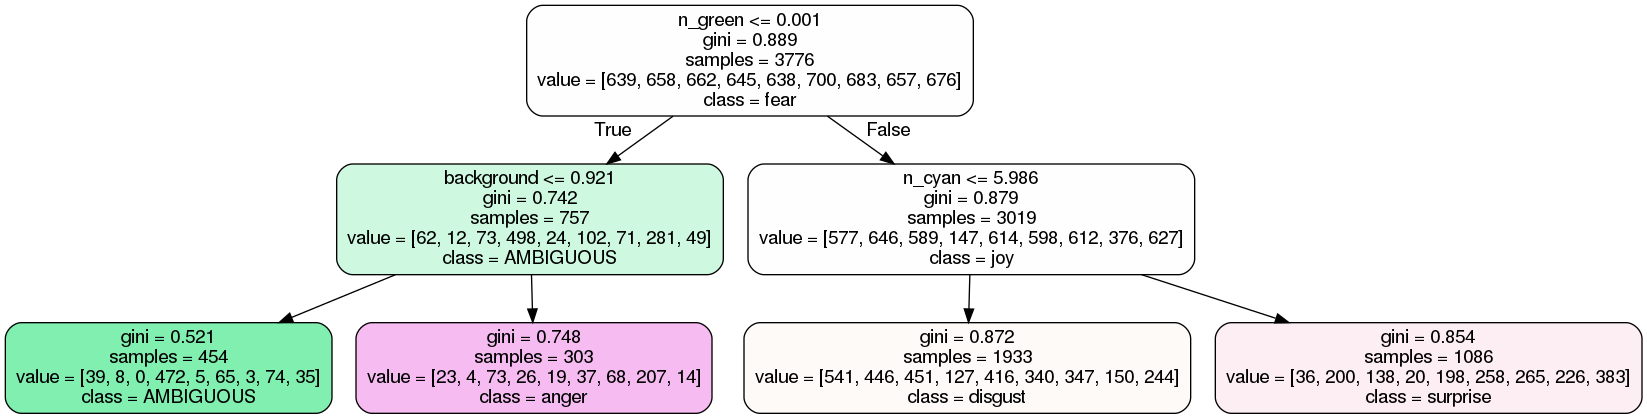 n_green <= 0.001
gini = 0.889
samples = 3776
value = [639, 658, 662, 645, 638, 700, 683, 657, 676]
class = fear
True
False
background <= 0.921
gini = 0.742
samples = 757
value = [62, 12, 73, 498, 24, 102, 71, 281, 49]
class = AMBIGUOUS
n_cyan <= 5.986
gini = 0.879
samples = 3019
value = [577, 646, 589, 147, 614, 598, 612, 376, 627]
class = joy
gini = 0.521
samples = 454
value = [39, 8, 0, 472, 5, 65, 3, 74, 35]
class = AMBIGUOUS
gini = 0.748
samples = 303
value = [23, 4, 73, 26, 19, 37, 68, 207, 14]
class = anger
gini = 0.872
samples = 1933
value = [541, 446, 451, 127, 416, 340, 347, 150, 244]
class = disgust
gini = 0.854
samples = 1086
value = [36, 200, 138, 20, 198, 258, 265, 226, 383]
class = surprise